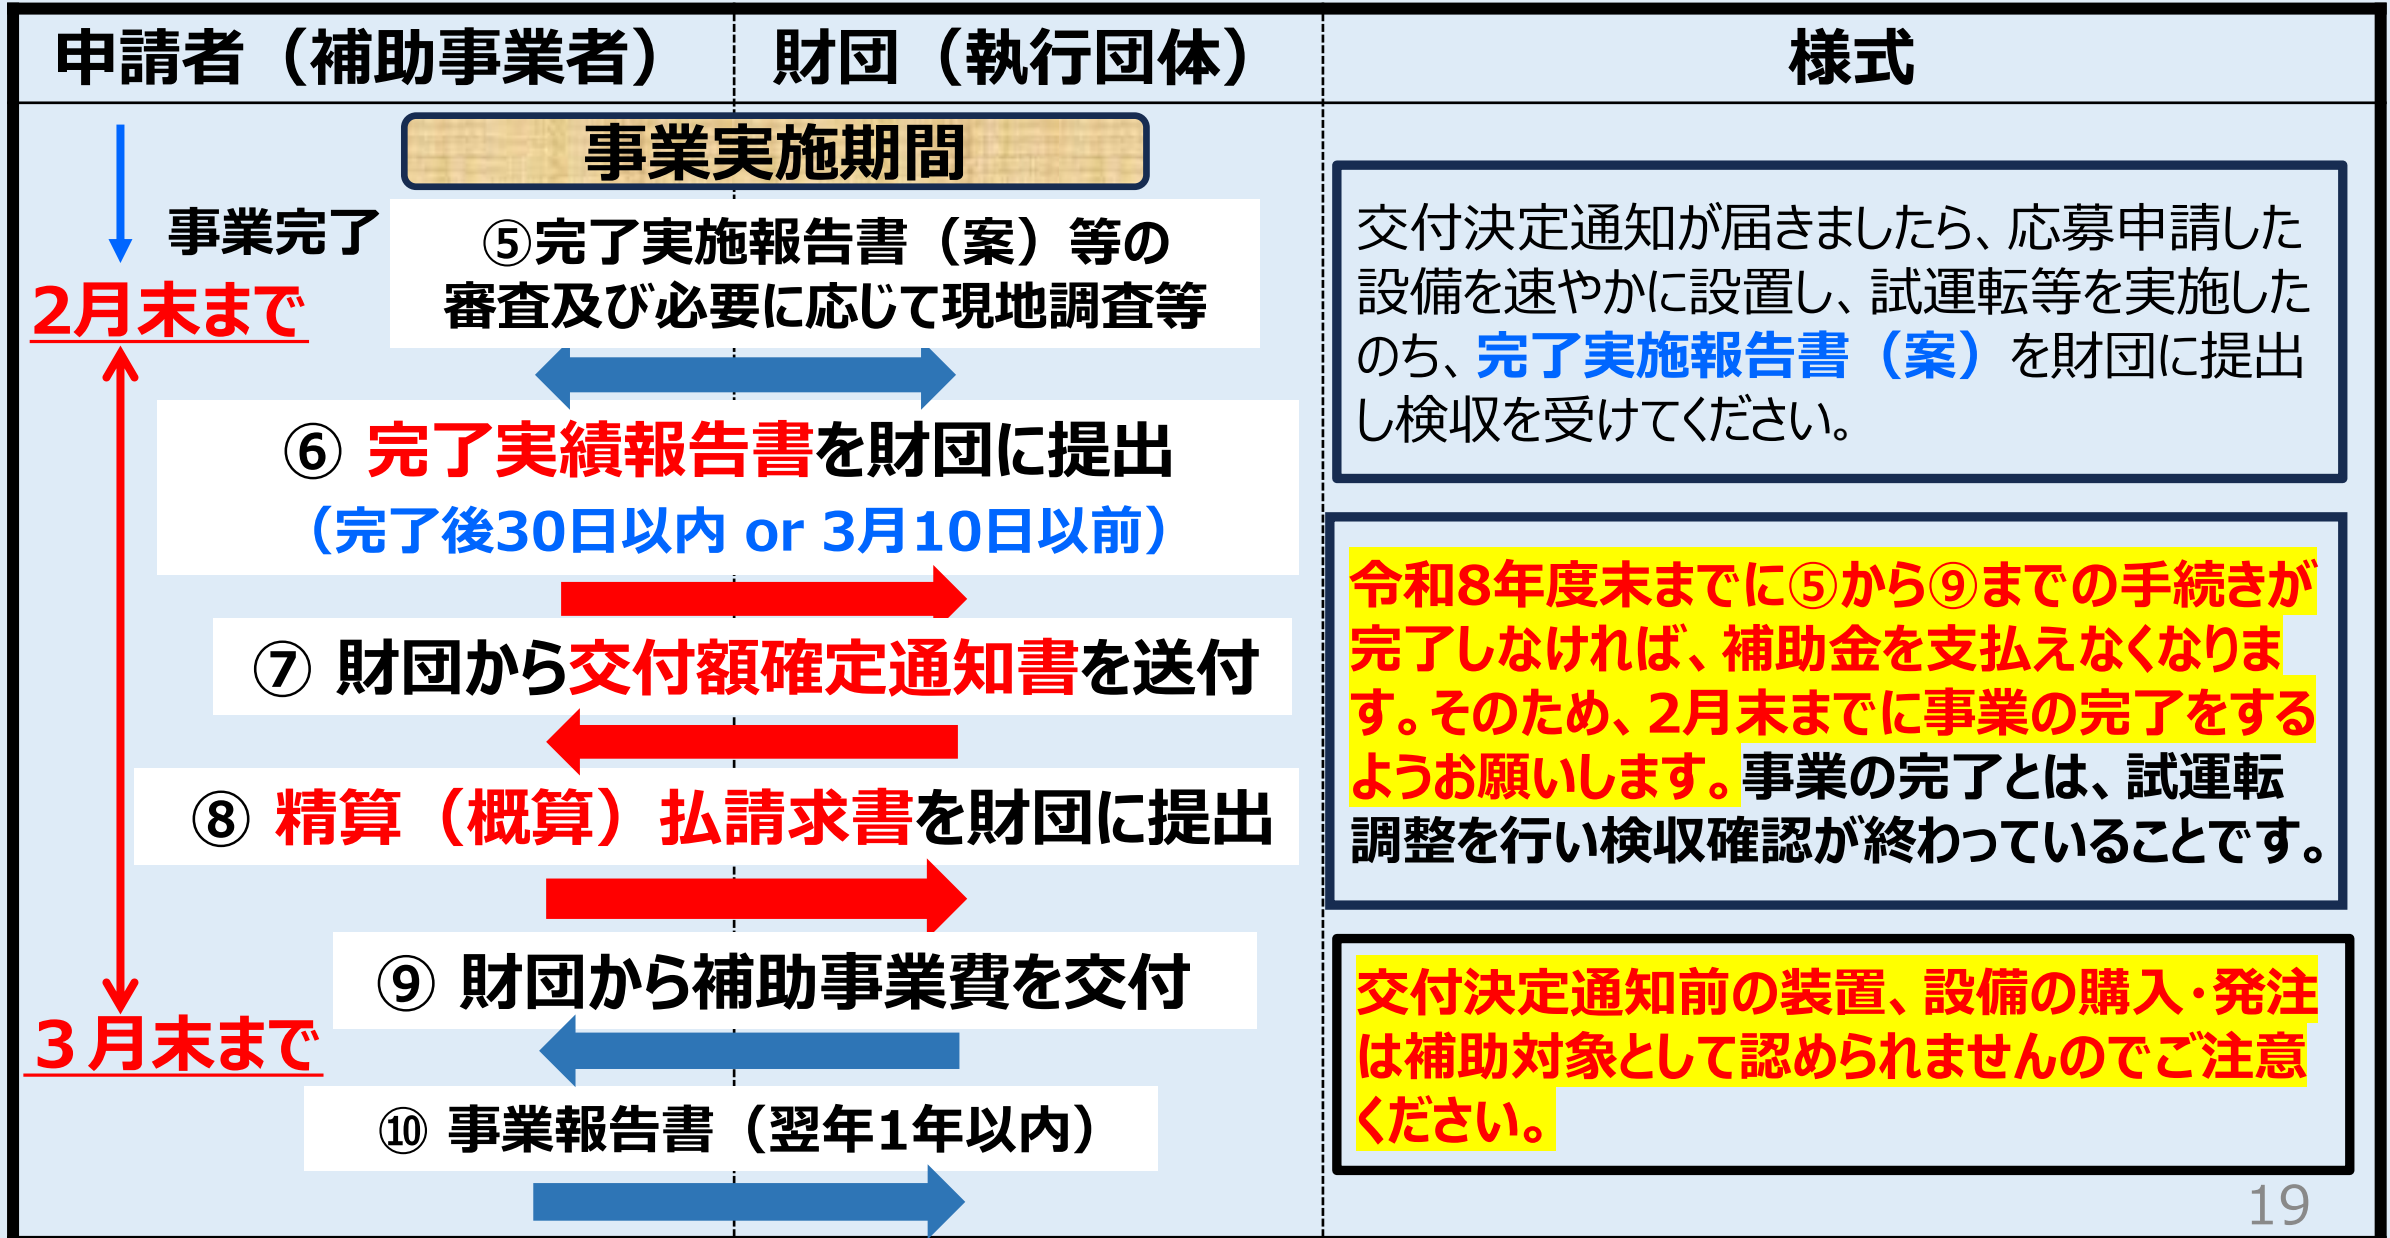 申請者（補助事業者）
財団（執行団体）
様式
事業実施期間
事業完了
2月末まで
⑤完了実施報告書（案）等の
審査及び必要に応じて現地調査等
⑥ 完了実績報告書を財団に提出
（完了後30日以内 or 3月10日以前）
⑦ 財団から交付額確定通知書を送付
⑧ 精算（概算）払請求書を財団に提出
⑨ 財団から補助事業費を交付
３月末まで
⑩ 事業報告書（翌年1年以内）
交付決定通知が届きましたら、応募申請した
設備を速やかに設置し、試運転等を実施した
のち、完了実施報告書（案）を財団に提出
し検収を受けてください。
令和8年度末までに⑤から⑨までの手続きが
完了しなければ、補助金を支払えなくなりま
す。そのため、2月末までに事業の完了をする
ようお願いします。事業の完了とは、試運転
調整を行い検収確認が終わっていることです。
交付決定通知前の装置、設備の購入・発注
は補助対象として認められませんのでご注意
ください。
19